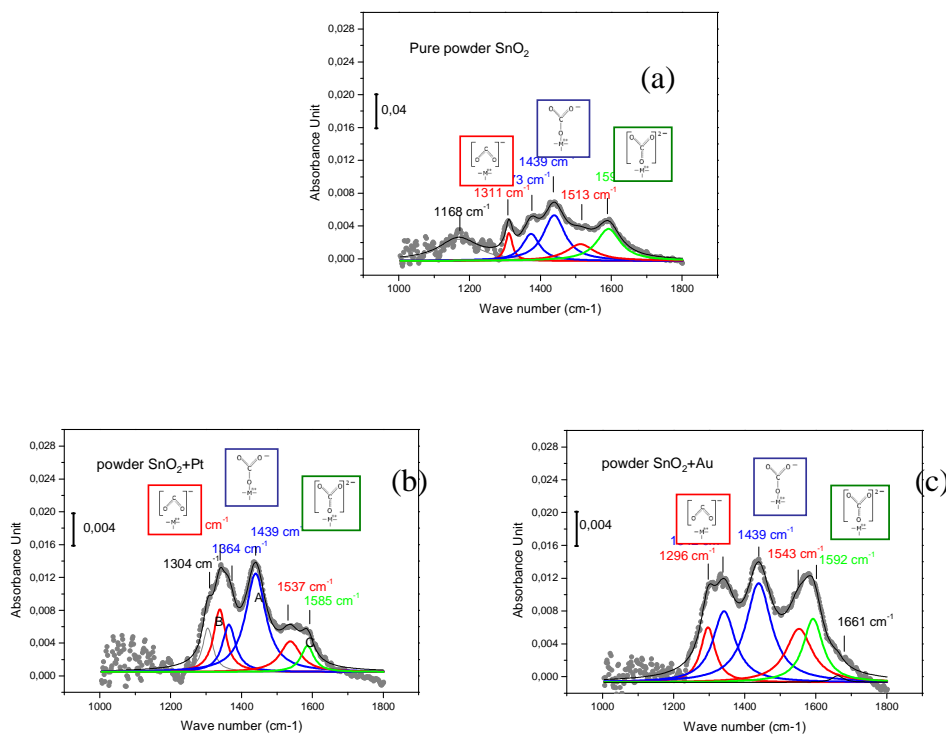 0,028
0,024
0,020
0,016
0,012
0,008
0,004
0,000
Absorbance Unit
Pure powder SnO2
(a)
0,04
1168 cm-1
1311 cm-1
73 cm-1
1439 cm-1
1513 cm-1
159
1000 1200 1400 1600 1800
Wave number (cm-1)
0,028
0,024
0,020
0,016
0,012
0,008
0,004
0,000
Absorbance Unit
powder SnO2+Pt
(b)
0,004
cm-1
1304 cm-1
1364 cm-1
1439 cm-1
1537 cm-1
1585 cm-1
A
B
C
1000 1200 1400 1600 1800
Wave number (cm-1)
0,028
0,024
0,020
0,016
0,012
0,008
0,004
0,000
Absorbance Unit
powder SnO2+Au
(c)
0,004
1296 cm-1
1439 cm-1
1543 cm-1
1592 cm-1
1661 cm-1
1000 1200 1400 1600 1800
Wave number (cm-1)